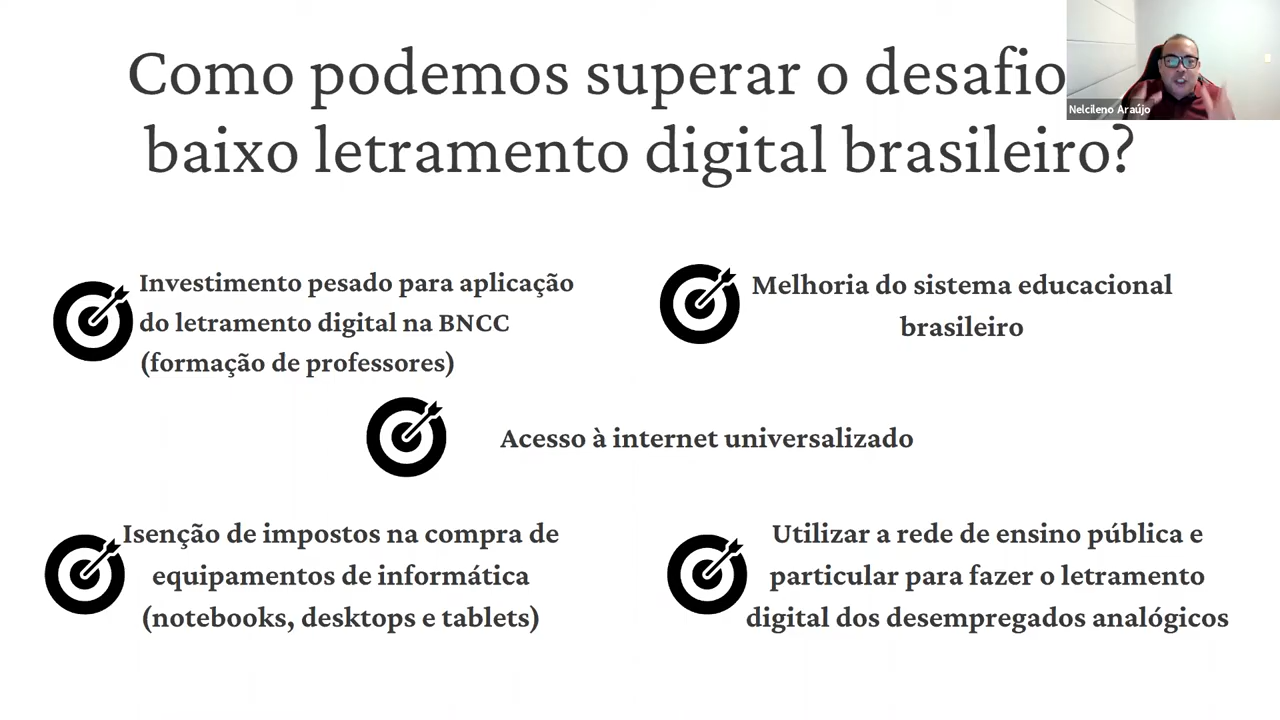 Como podemos superar o desafio
baixo letramento digital brasileiro?
Nelcileno Araújo
Investimento pesado para aplicação
do letramento digital na BNCC
(formação de professores)
Melhoria do sistema educacional
brasileiro
Acesso à internet universalizado
Isenção de impostos na compra de
equipamentos de informática
(notebooks, desktops e tablets)
Utilizar a rede de ensino pública e
particular para fazer o letramento
digital dos desempregados analógicos